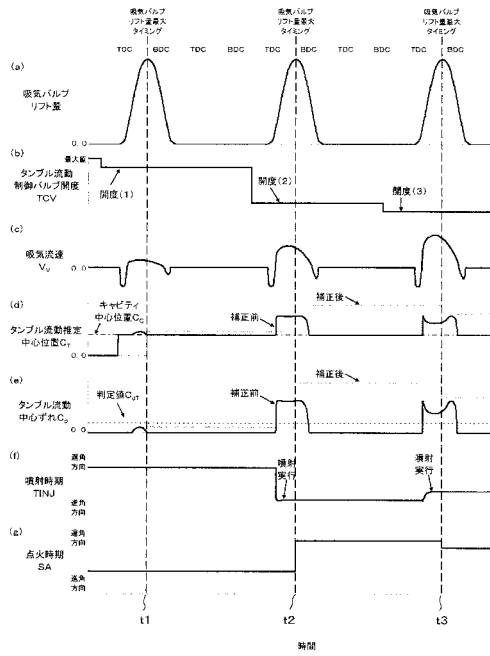 吸気バルブ
リフト量最大
タイミング
吸気バルブ
リフト量最大
タイミング
吸気バルブ
リフト量最大
タイミング
TDC BDC TDC BDC TDC BDC TDC BDC TDC BDC
(a)
吸気バルブ
リフト量
0.0
(b)
最大値
タンブル流動
制御バルブ開度
TCV
開度(1)
開度(2)
開度(3)
(c)
吸気流速
Vv
0.0
(d)
キャビティ
中心位置Cc
タンブル流動推定
中心位置CT
0.0
補正前
補正後
(e)
判定値CdT
タンブル流動
中心ずれCd
0.0
補正前
補正後
(f)
噴射時期
TINJ
進角
方向
遅角
方向
噴射
実行
噴射
実行
(g)
点火時期
SA
遅角
方向
進角
方向
t1 t2 t3
時間